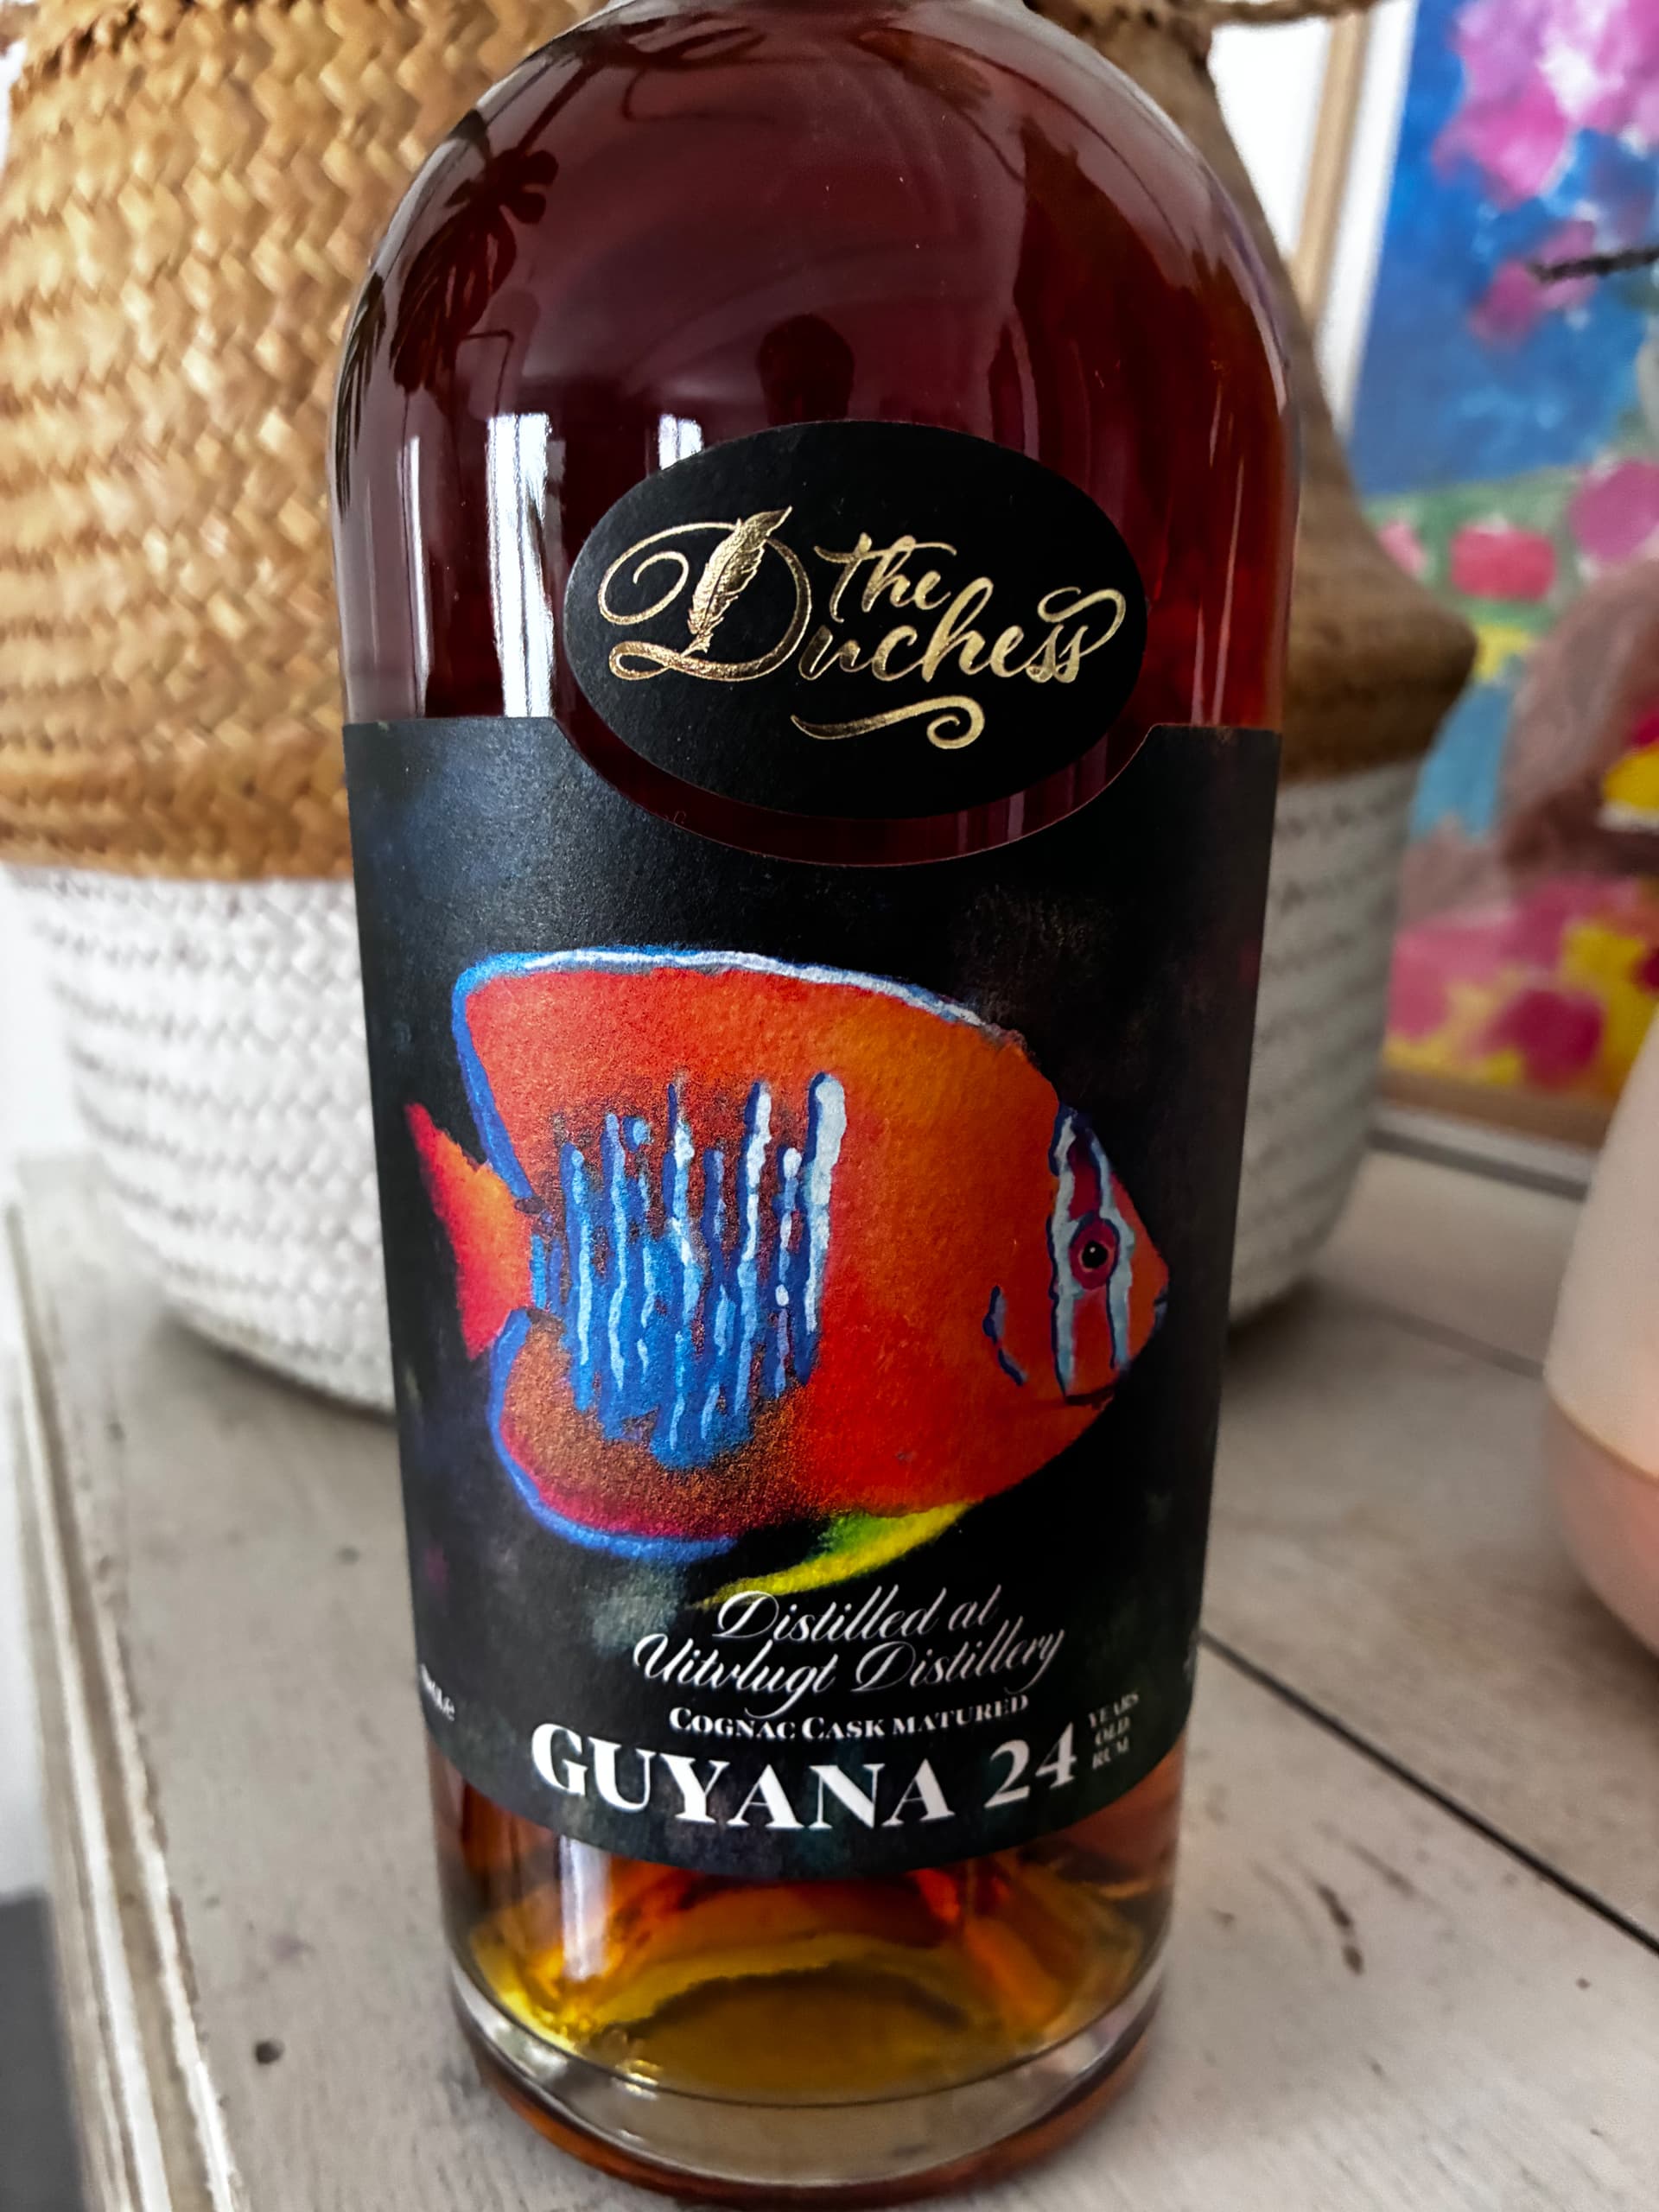 the
Duchess
Distilled at
Uitvlugt Distillery
COGNAC CASK MATURED
GUYANA 24 YEARS
OLD
RUM